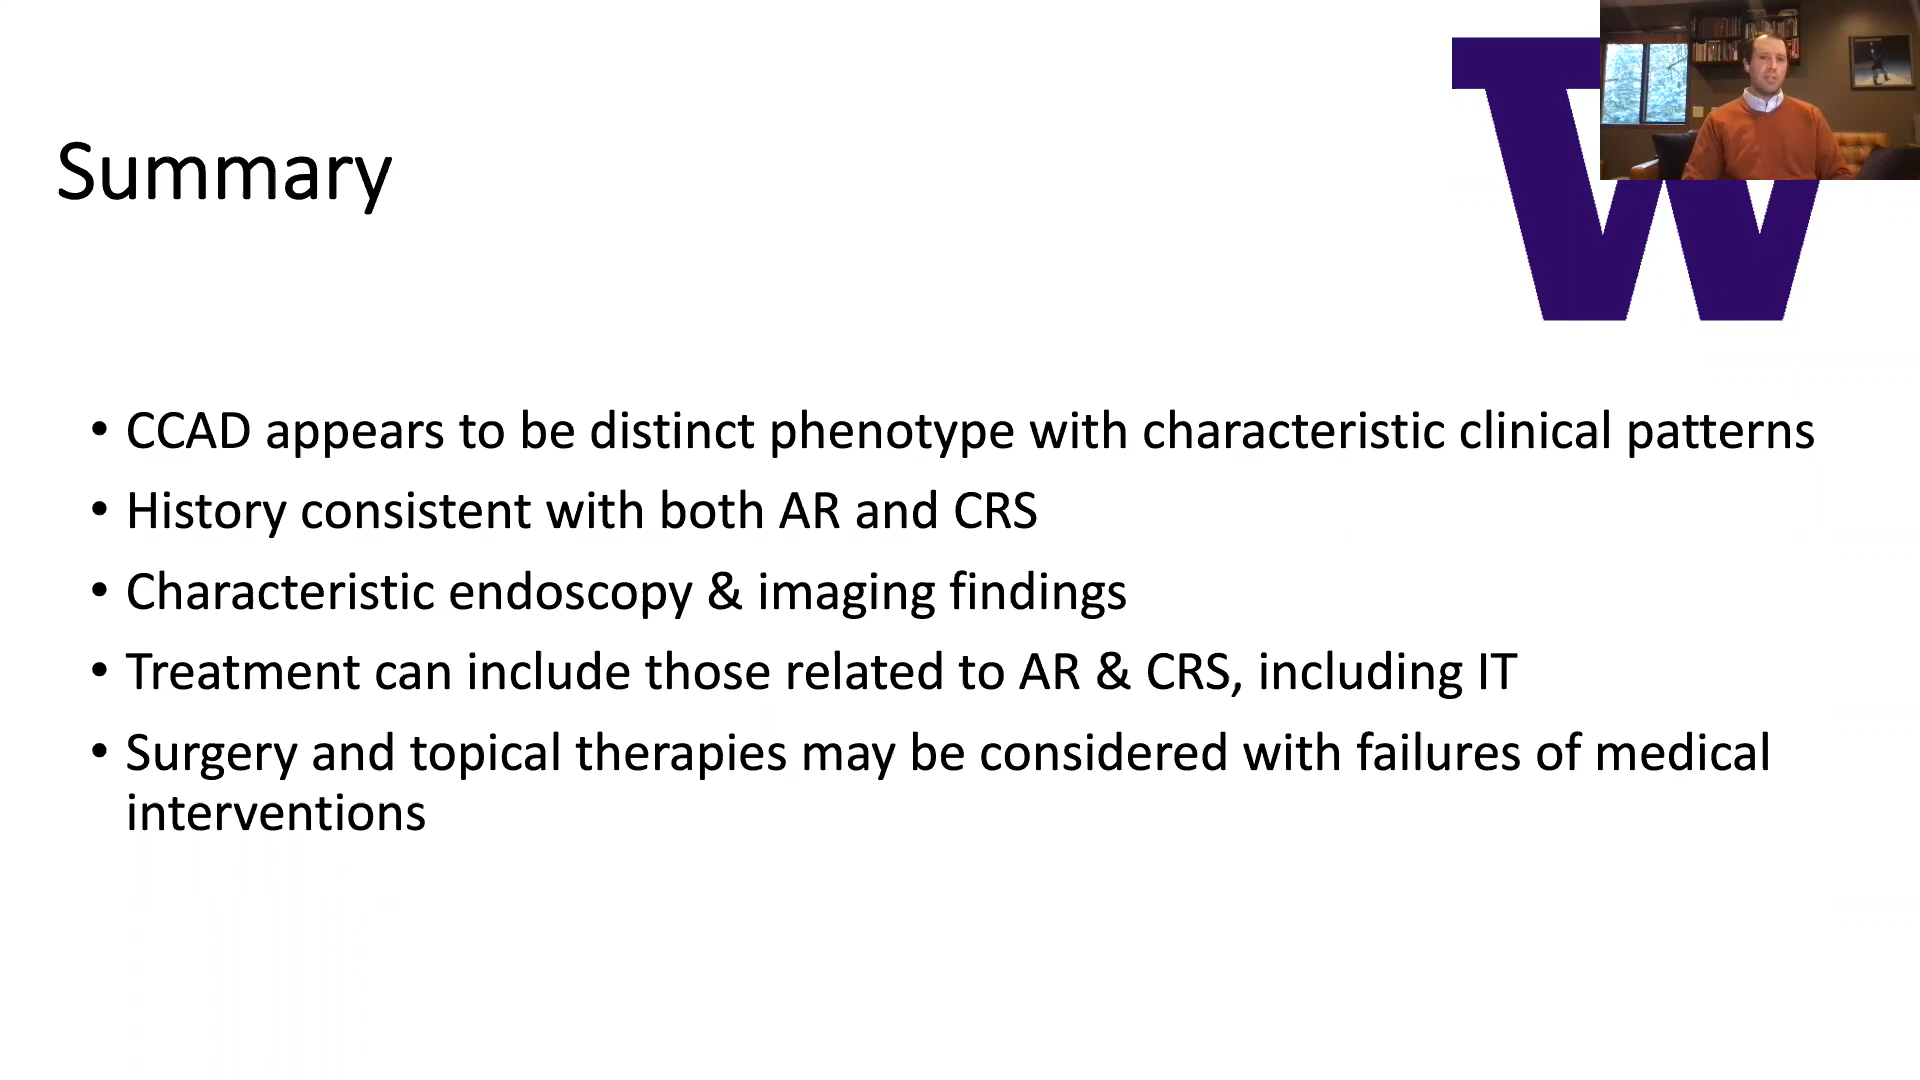 Summary
W
• CCAD appears to be distinct phenotype with characteristic clinical patterns
• History consistent with both AR and CRS
• Characteristic endoscopy & imaging findings
• Treatment can include those related to AR & CRS, including IT
• Surgery and topical therapies may be considered with failures of medical
interventions